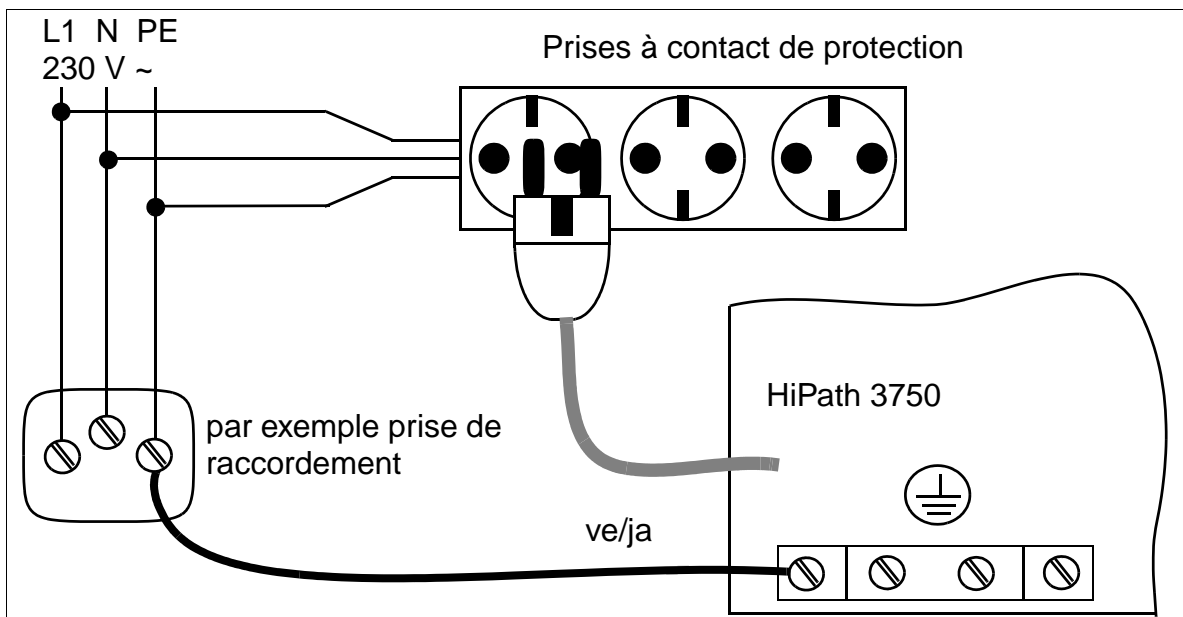 L1 N PE
230 V ~
Prises à contact de protection
par exemple prise de
raccordement
HiPath 3750
ve/ja